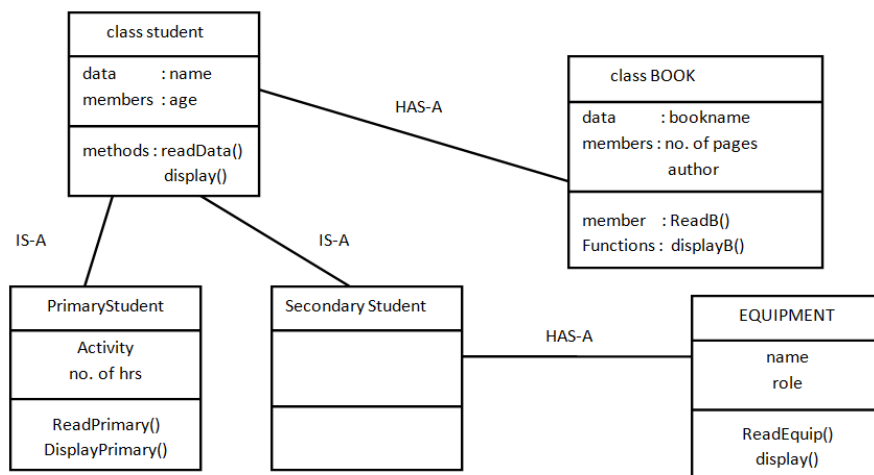 class student
data : name
members : age
methods : readData()
display()
HAS-A
class BOOK
data : bookname
members : no. of pages
author
member : ReadB()
Functions : displayB()
IS-A
IS-A
PrimaryStudent
Activity
no. of hrs
ReadPrimary()
DisplayPrimary()
Secondary Student
HAS-A
EQUIPMENT
name
role
ReadEquip()
display()